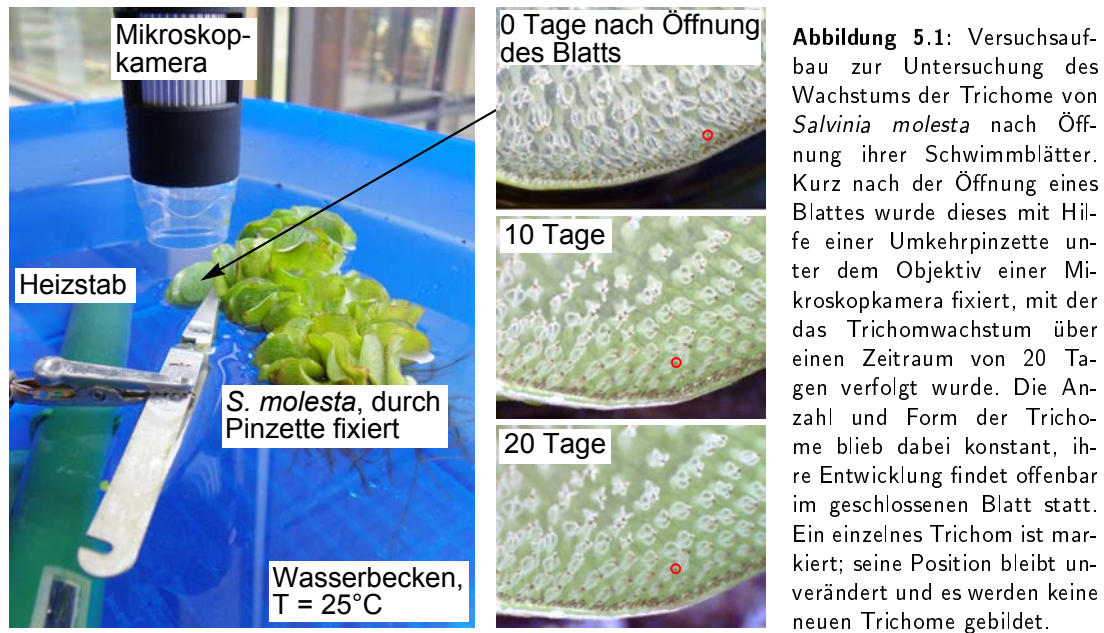 Mikroskop-
kamera
Heizstab
S. molesta, durch
Pinzette fixiert
Wasserbecken,
T = 25°C
0 Tage nach Öffnung
des Blatts
10 Tage
20 Tage
Abbildung 5.1: Versuchsauf-
bau zur Untersuchung des
Wachstums der Trichome von
Salvinia molesta nach Öff-
nung ihrer Schwimmblätter.
Kurz nach der Öffnung eines
Blattes wurde dieses mit Hil-
fe einer Umkehrpinzette un-
ter dem Objektiv einer Mi-
kroskopkamera fixiert, mit der
das Trichomwachstum über
einen Zeitraum von 20 Ta-
gen verfolgt wurde. Die An-
zahl und Form der Tricho-
me blieb dabei konstant, ih-
re Entwicklung findet offenbar
im geschlossenen Blatt statt.
Ein einzelnes Trichom ist mar-
kiert; seine Position bleibt un-
verändert und es werden keine
neuen Trichome gebildet.